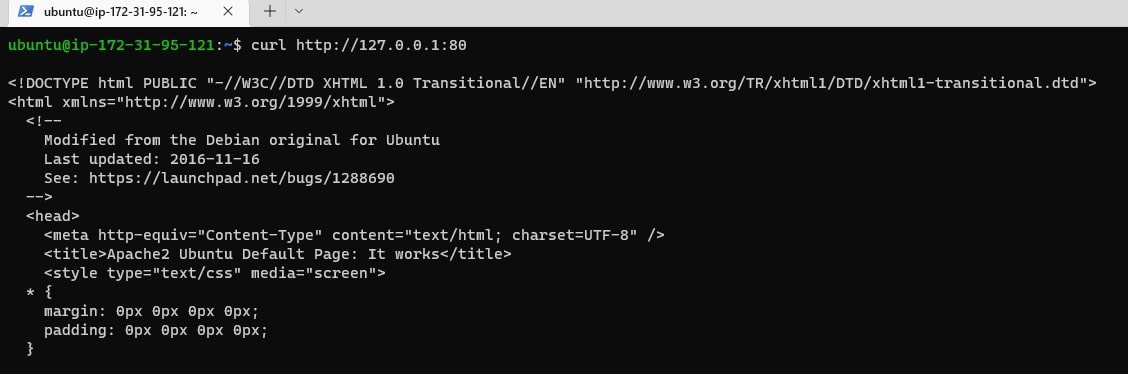 ubuntu@ip-172-31-95-121: ~
ubuntu@ip-172-31-95-121:~$ curl http://127.0.0.1:80
<!DOCTYPE html PUBLIC "-//W3C//DTD XHTML 1.0 Transitional//EN" "http://www.w3.org/TR/xhtml1/DTD/xhtml1-transitional.dtd">
<html xmlns="http://www.w3.org/1999/xhtml">
  <!--
    Modified from the Debian original for Ubuntu
    Last updated: 2016-11-16
    See: https://launchpad.net/bugs/1288690
  -->
  <head>
    <meta http-equiv="Content-Type" content="text/html; charset=UTF-8" />
    <title>Apache2 Ubuntu Default Page: It works</title>
    <style type="text/css" media="screen">
  * {
    margin: 0px 0px 0px 0px;
    padding: 0px 0px 0px 0px;
  }